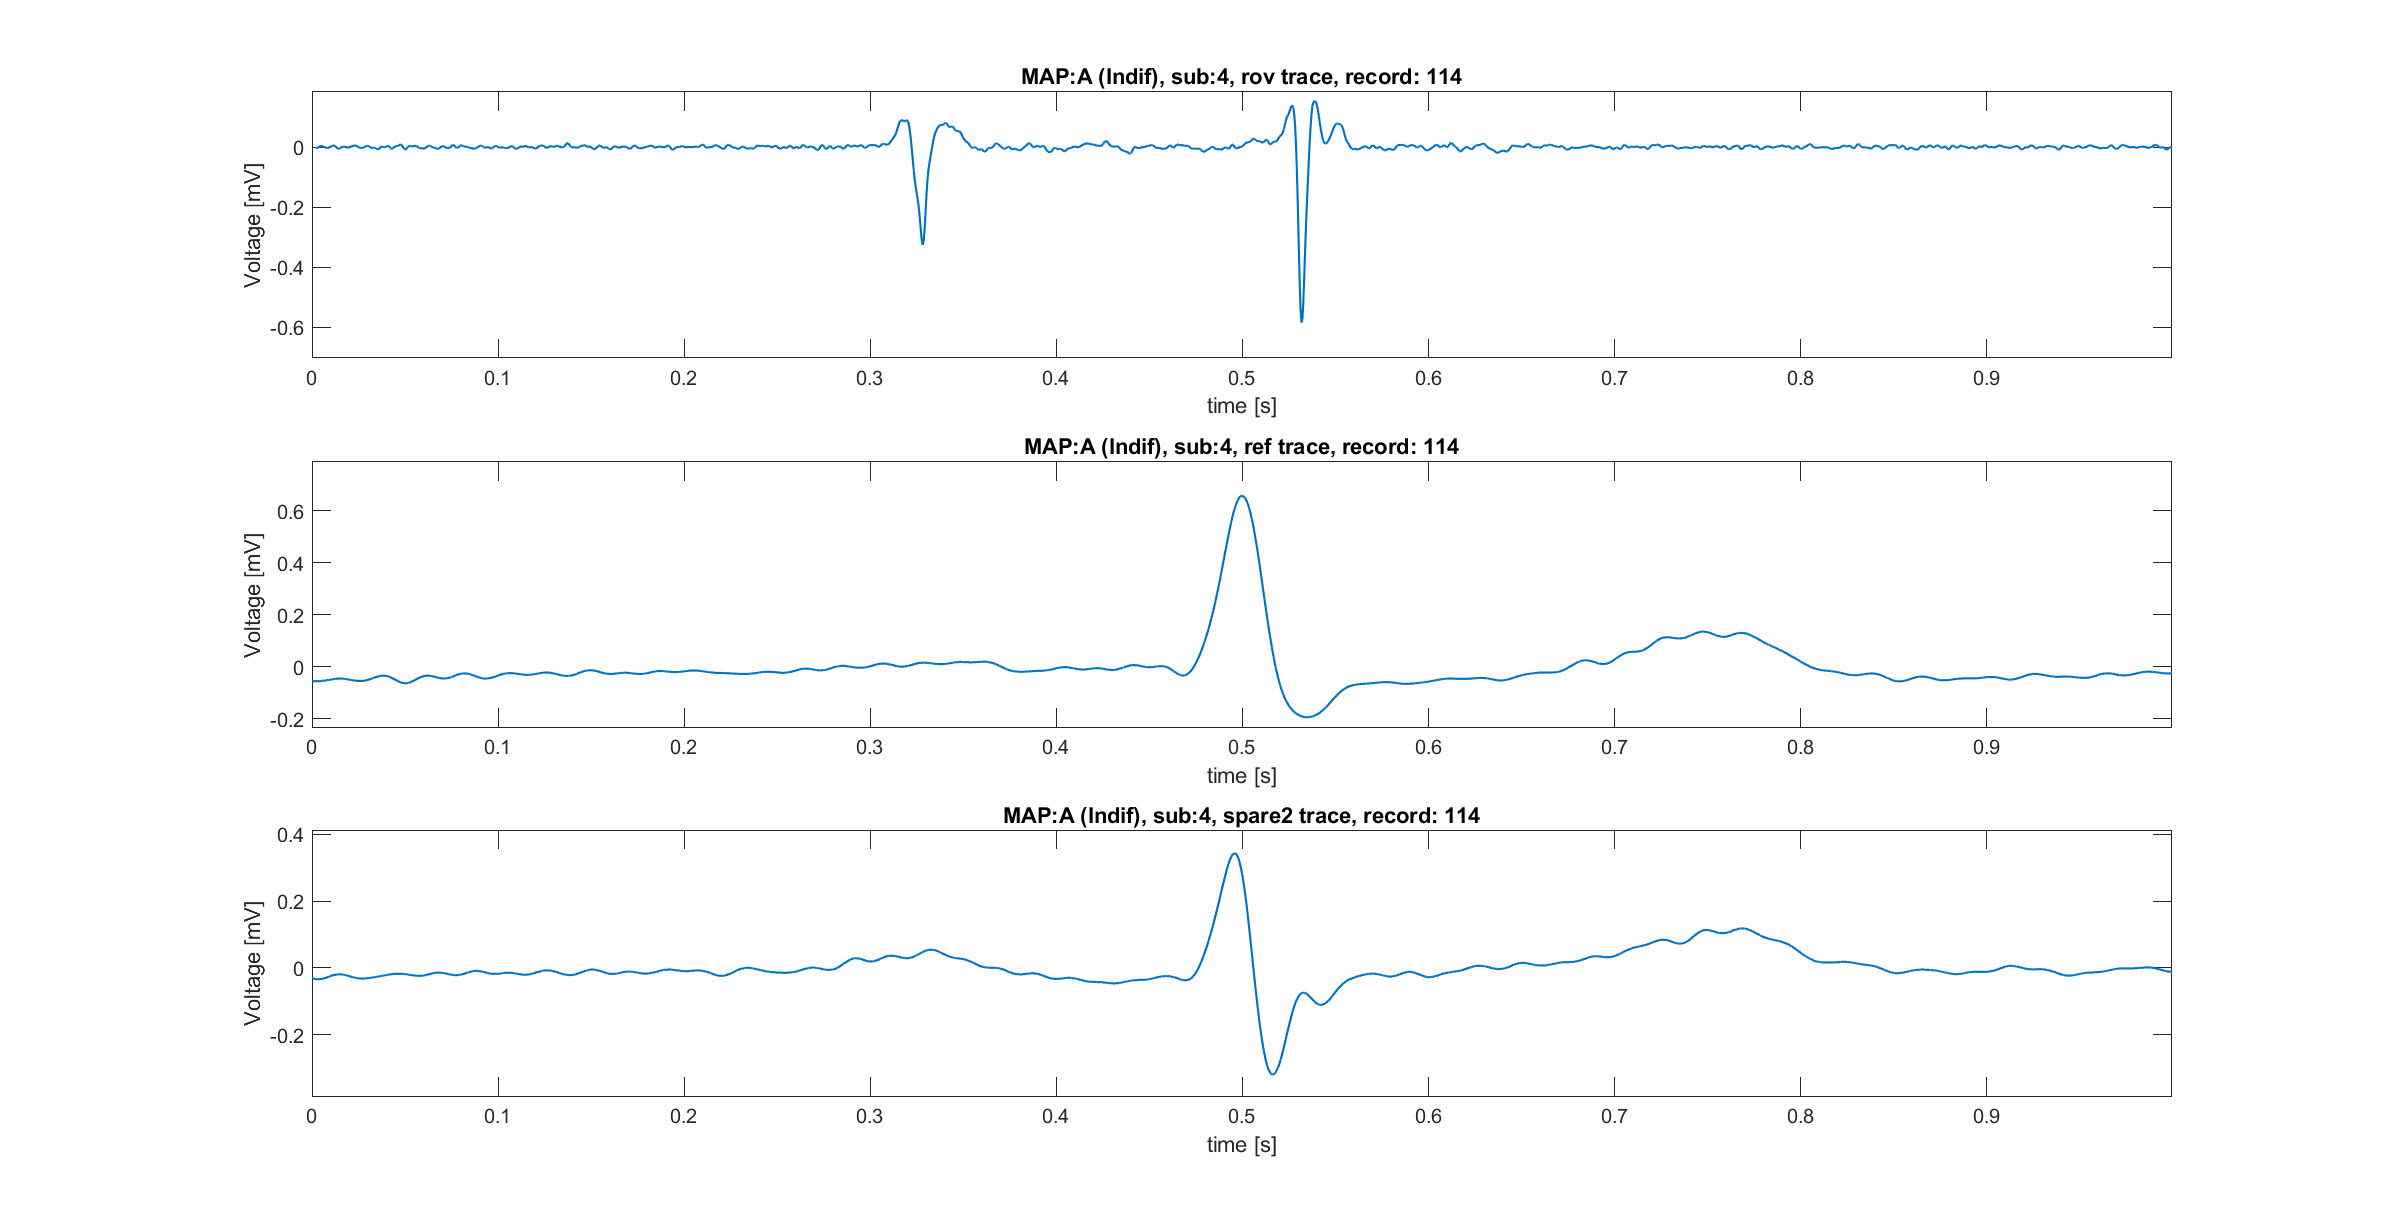 MAP:A (Indif), sub:4, rov trace, record: 114
Voltage [mV]
0
-0.2
-0.4
-0.6
0 0.1 0.2 0.3 0.4 0.5 0.6 0.7 0.8 0.9
time [s]
MAP:A (Indif), sub:4, ref trace, record: 114
Voltage [mV]
0.6
0.4
0.2
0
-0.2
0 0.1 0.2 0.3 0.4 0.5 0.6 0.7 0.8 0.9
time [s]
MAP:A (Indif), sub:4, spare2 trace, record: 114
Voltage [mV]
0.4
0.2
0
-0.2
0 0.1 0.2 0.3 0.4 0.5 0.6 0.7 0.8 0.9
time [s]